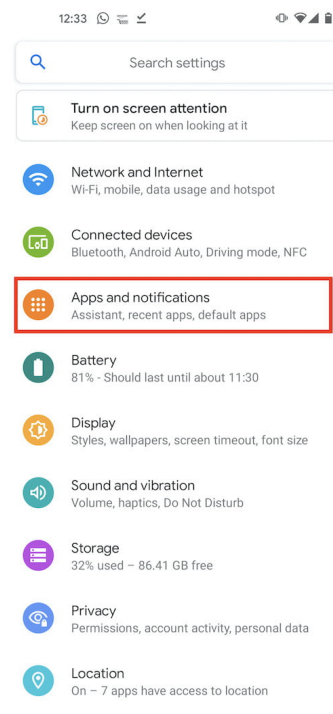 12:33
Search settings
Turn on screen attention
Keep screen on when looking at it
Network and Internet
Wi-Fi, mobile, data usage and hotspot
Connected devices
Bluetooth, Android Auto, Driving mode, NFC
Apps and notifications
Assistant, recent apps, default apps
Battery
81% - Should last until about 11:30
Display
Styles, wallpapers, screen timeout, font size
Sound and vibration
Volume, haptics, Do Not Disturb
Storage
32% used – 86.41 GB free
Privacy
Permissions, account activity, personal data
Location
On – 7 apps have access to location